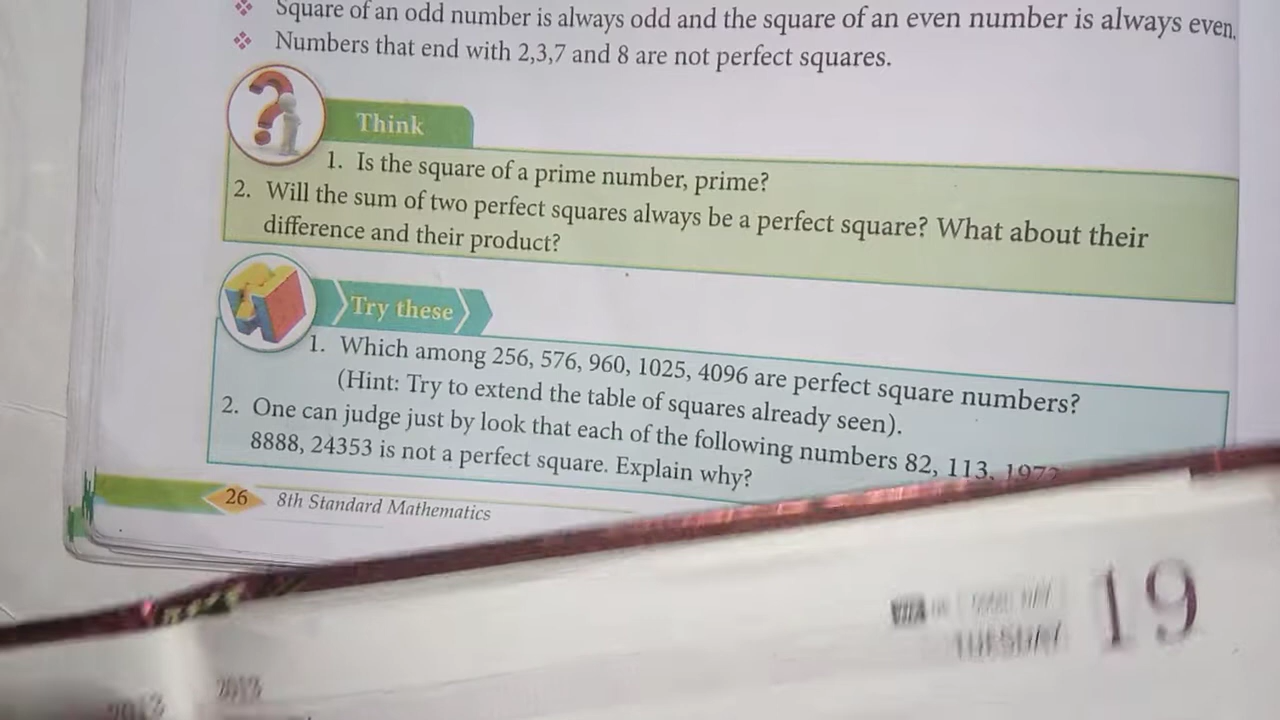 Square of an odd number is always odd and the square of an even number is always even.
Numbers that end with 2,3,7 and 8 are not perfect squares.
Think
1. Is the square of a prime number, prime?
2. Will the sum of two perfect squares always be a perfect square? What about their
difference and their product?
Try these
1. Which among 256, 576, 960, 1025, 4096 are perfect square numbers?
(Hint: Try to extend the table of squares already seen).
2. One can judge just by look that each of the following numbers 82, 113, 1972
8888, 24353 is not a perfect square. Explain why?
26 8th Standard Mathematics
19
TUESDAY
2013
2013